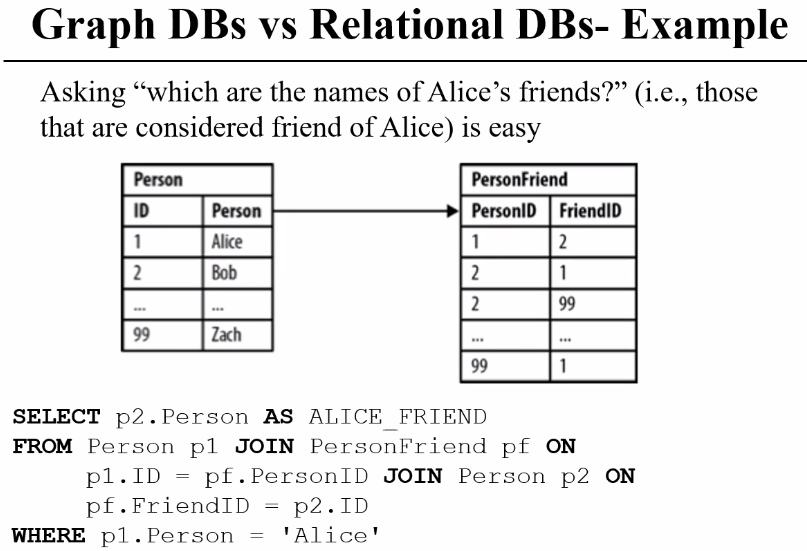 Graph DBs vs Relational DBs- Example
Asking “which are the names of Alice’s friends?” (i.e., those
that are considered friend of Alice) is easy
Person
ID Person
1 Alice
2 Bob
... ...
99 Zach
PersonFriend
PersonID FriendID
1 2
2 1
2 99
... ...
99 1
SELECT p2.Person AS ALICE_FRIEND
FROM Person p1 JOIN PersonFriend pf ON
p1.ID = pf.PersonID JOIN Person p2 ON
pf.FriendID = p2.ID
WHERE p1.Person = 'Alice'